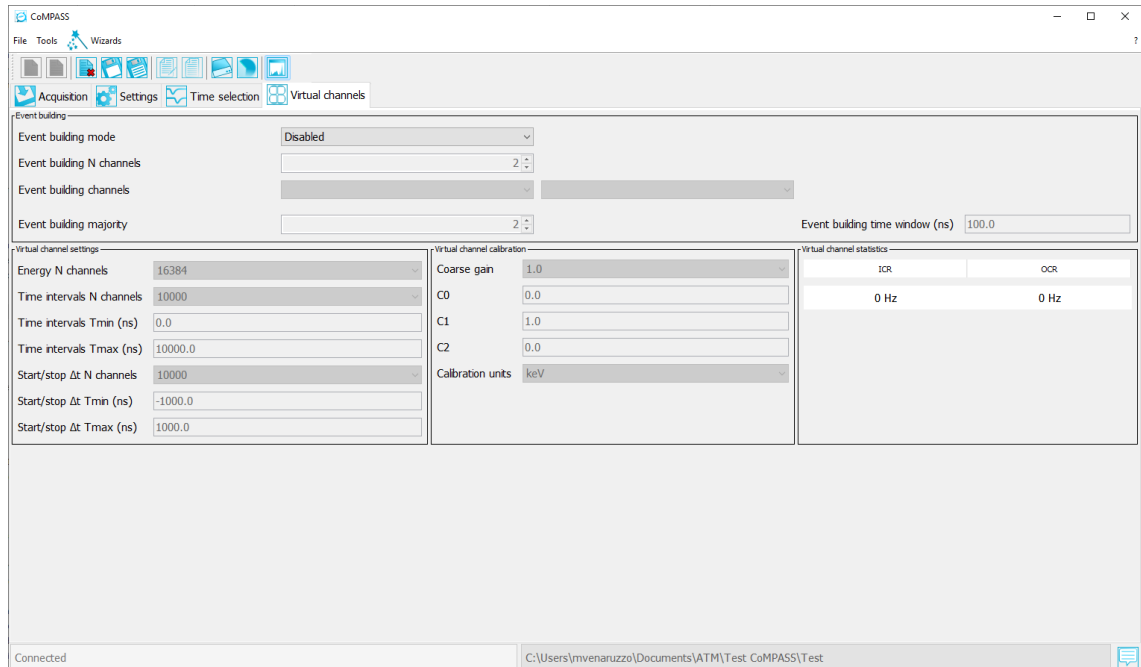 CoMPASS
File Tools Wizards ?
Acquisition Settings Time selection Virtual channels
Event building
Event building mode Disabled
Event building N channels 2
Event building channels
Event building majority 2 Event building time window (ns) 100.0
Virtual channel settings Virtual channel calibration Virtual channel statistics
Energy N channels 16384 Coarse gain 1.0 ICR OCR
Time intervals N channels 10000 C0 0.0 0 Hz 0 Hz
Time intervals Tmin (ns) 0.0 C1 1.0
Time intervals Tmax (ns) 10000.0 C2 0.0
Start/stop Δt N channels 10000 Calibration units keV
Start/stop Δt Tmin (ns) -1000.0
Start/stop Δt Tmax (ns) 1000.0
Connected C:\Users\mvenaruzzo\Documents\ATM\Test CoMPASS\Test